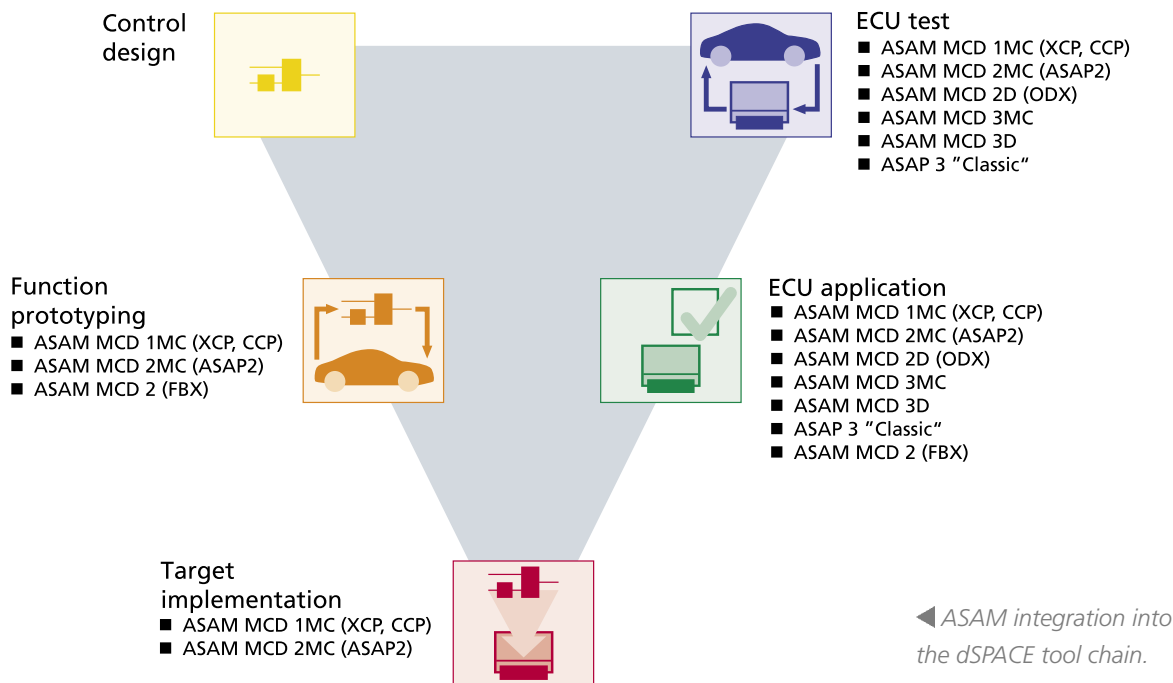 Control
design
ECU test
■ ASAM MCD 1MC (XCP, CCP)
■ ASAM MCD 2MC (ASAP2)
■ ASAM MCD 2D (ODX)
■ ASAM MCD 3MC
■ ASAM MCD 3D
■ ASAP 3 ”Classic“
Function
prototyping
■ ASAM MCD 1MC (XCP, CCP)
■ ASAM MCD 2MC (ASAP2)
■ ASAM MCD 2 (FBX)
ECU application
■ ASAM MCD 1MC (XCP, CCP)
■ ASAM MCD 2MC (ASAP2)
■ ASAM MCD 2D (ODX)
■ ASAM MCD 3MC
■ ASAM MCD 3D
■ ASAP 3 ”Classic“
■ ASAM MCD 2 (FBX)
Target
implementation
■ ASAM MCD 1MC (XCP, CCP)
■ ASAM MCD 2MC (ASAP2)
◀ ASAM integration into
the dSPACE tool chain.